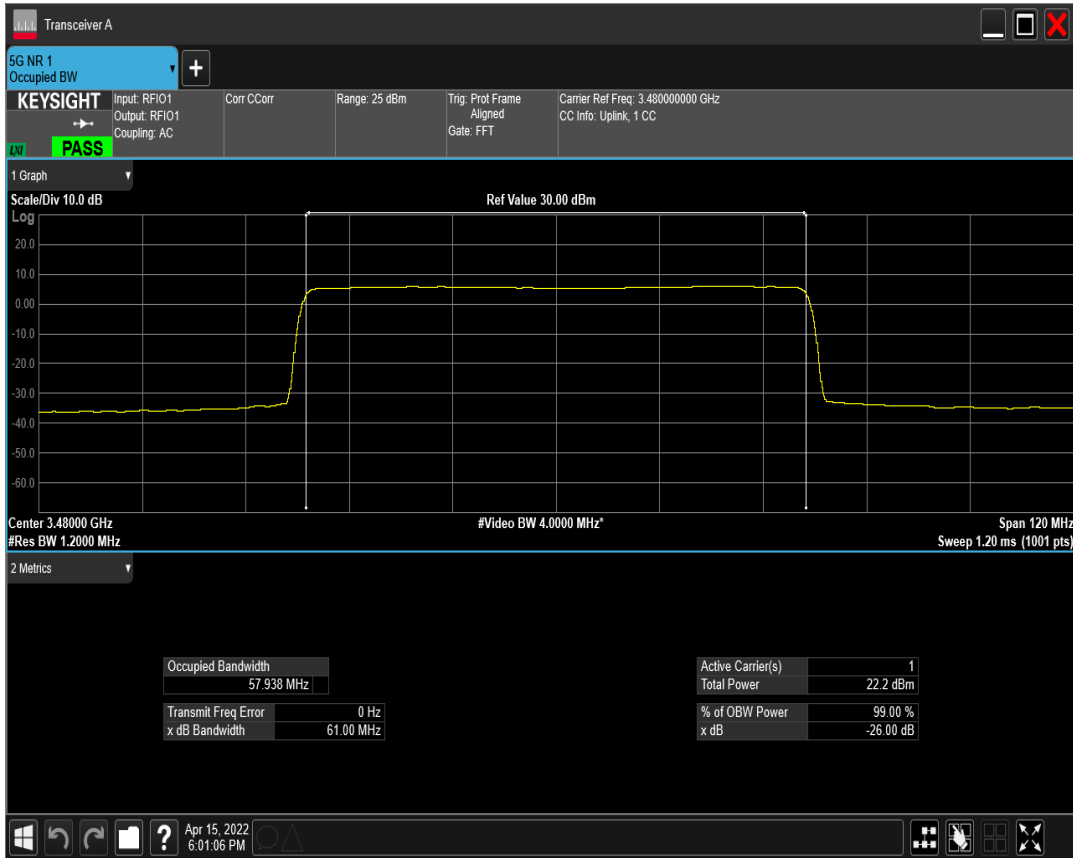 Transceiver A
5G NR 1
Occupied BW
+
KEYSIGHT
LXI
PASS
Input: RFIO1
Output: RFIO1
Coupling: AC
Corr CCorr
Range: 25 dBm
Trig: Prot Frame
Aligned
Gate: FFT
Carrier Ref Freq: 3.480000000 GHz
CC Info: Uplink, 1 CC
1 Graph
Scale/Div 10.0 dB
Ref Value 30.00 dBm
Log
20.0
10.0
0.00
-10.0
-20.0
-30.0
-40.0
-50.0
-60.0
Center 3.48000 GHz
#Video BW 4.0000 MHz*
Span 120 MHz
#Res BW 1.2000 MHz
Sweep 1.20 ms (1001 pts)
2 Metrics
Occupied Bandwidth
57.938 MHz
Transmit Freq Error 0 Hz
x dB Bandwidth 61.00 MHz
Active Carrier(s) 1
Total Power 22.2 dBm
% of OBW Power 99.00 %
x dB -26.00 dB
?
Apr 15, 2022
6:01:06 PM